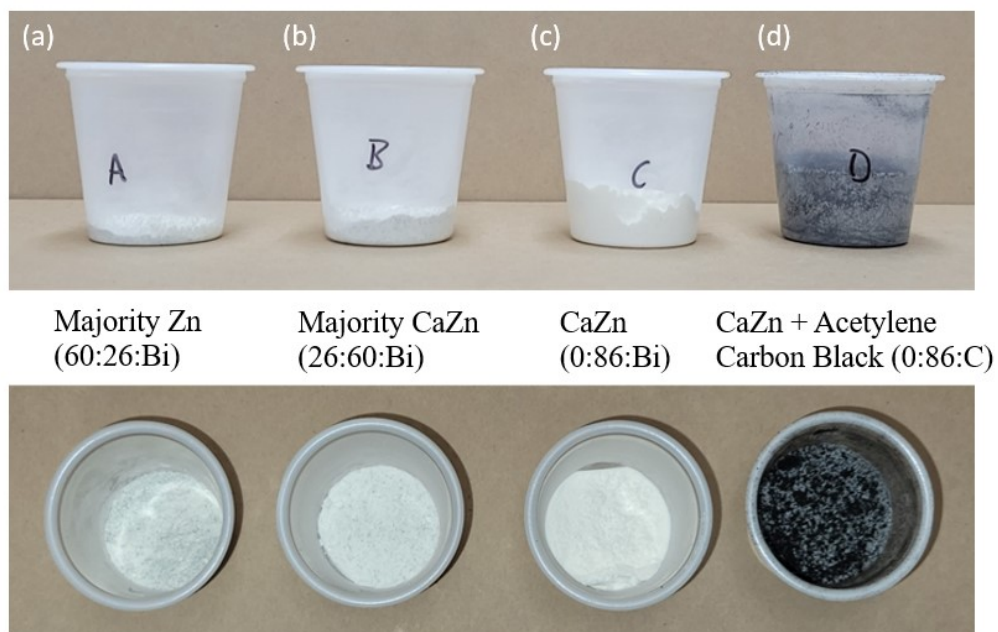 (a)
(b)
(c)
(d)
A
B
C
D
Majority Zn
(60:26:Bi)
Majority CaZn
(26:60:Bi)
CaZn
(0:86:Bi)
CaZn + Acetylene
Carbon Black (0:86:C)